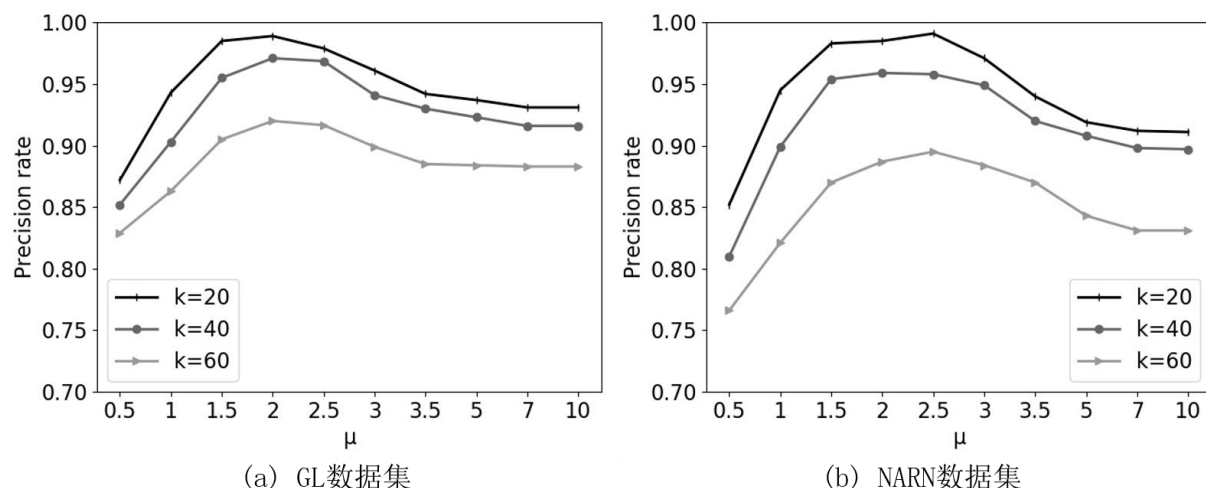 1.00
0.95
0.90
0.85
0.80
0.75
0.70
Precision rate
k=20
k=40
k=60
0.5 1 1.5 2 2.5 3 3.5 5 7 10
μ
(a) GL数据集
1.00
0.95
0.90
0.85
0.80
0.75
0.70
Precision rate
k=20
k=40
k=60
0.5 1 1.5 2 2.5 3 3.5 5 7 10
μ
(b) NARN数据集